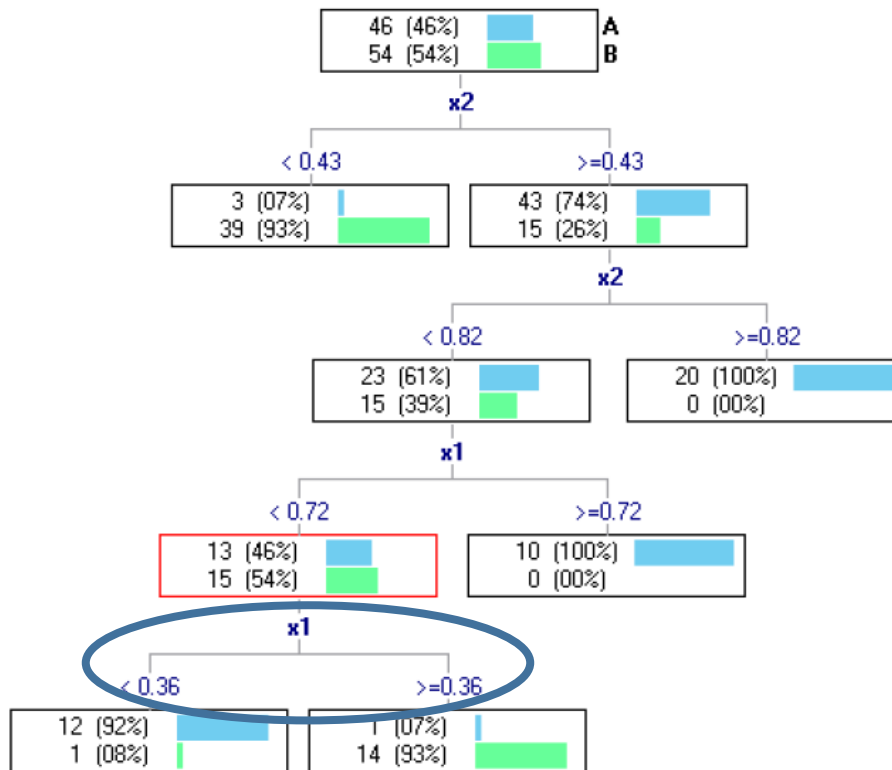 46 (46%) A
54 (54%) B
x2
< 0.43 >=0.43
3 (07%) 43 (74%)
39 (93%) 15 (26%)
x2
< 0.82 >=0.82
23 (61%) 20 (100%)
15 (39%) 0 (00%)
x1
< 0.72 >=0.72
13 (46%) 10 (100%)
15 (54%) 0 (00%)
x1
< 0.36 >=0.36
12 (92%) 1 (07%)
1 (08%) 14 (93%)